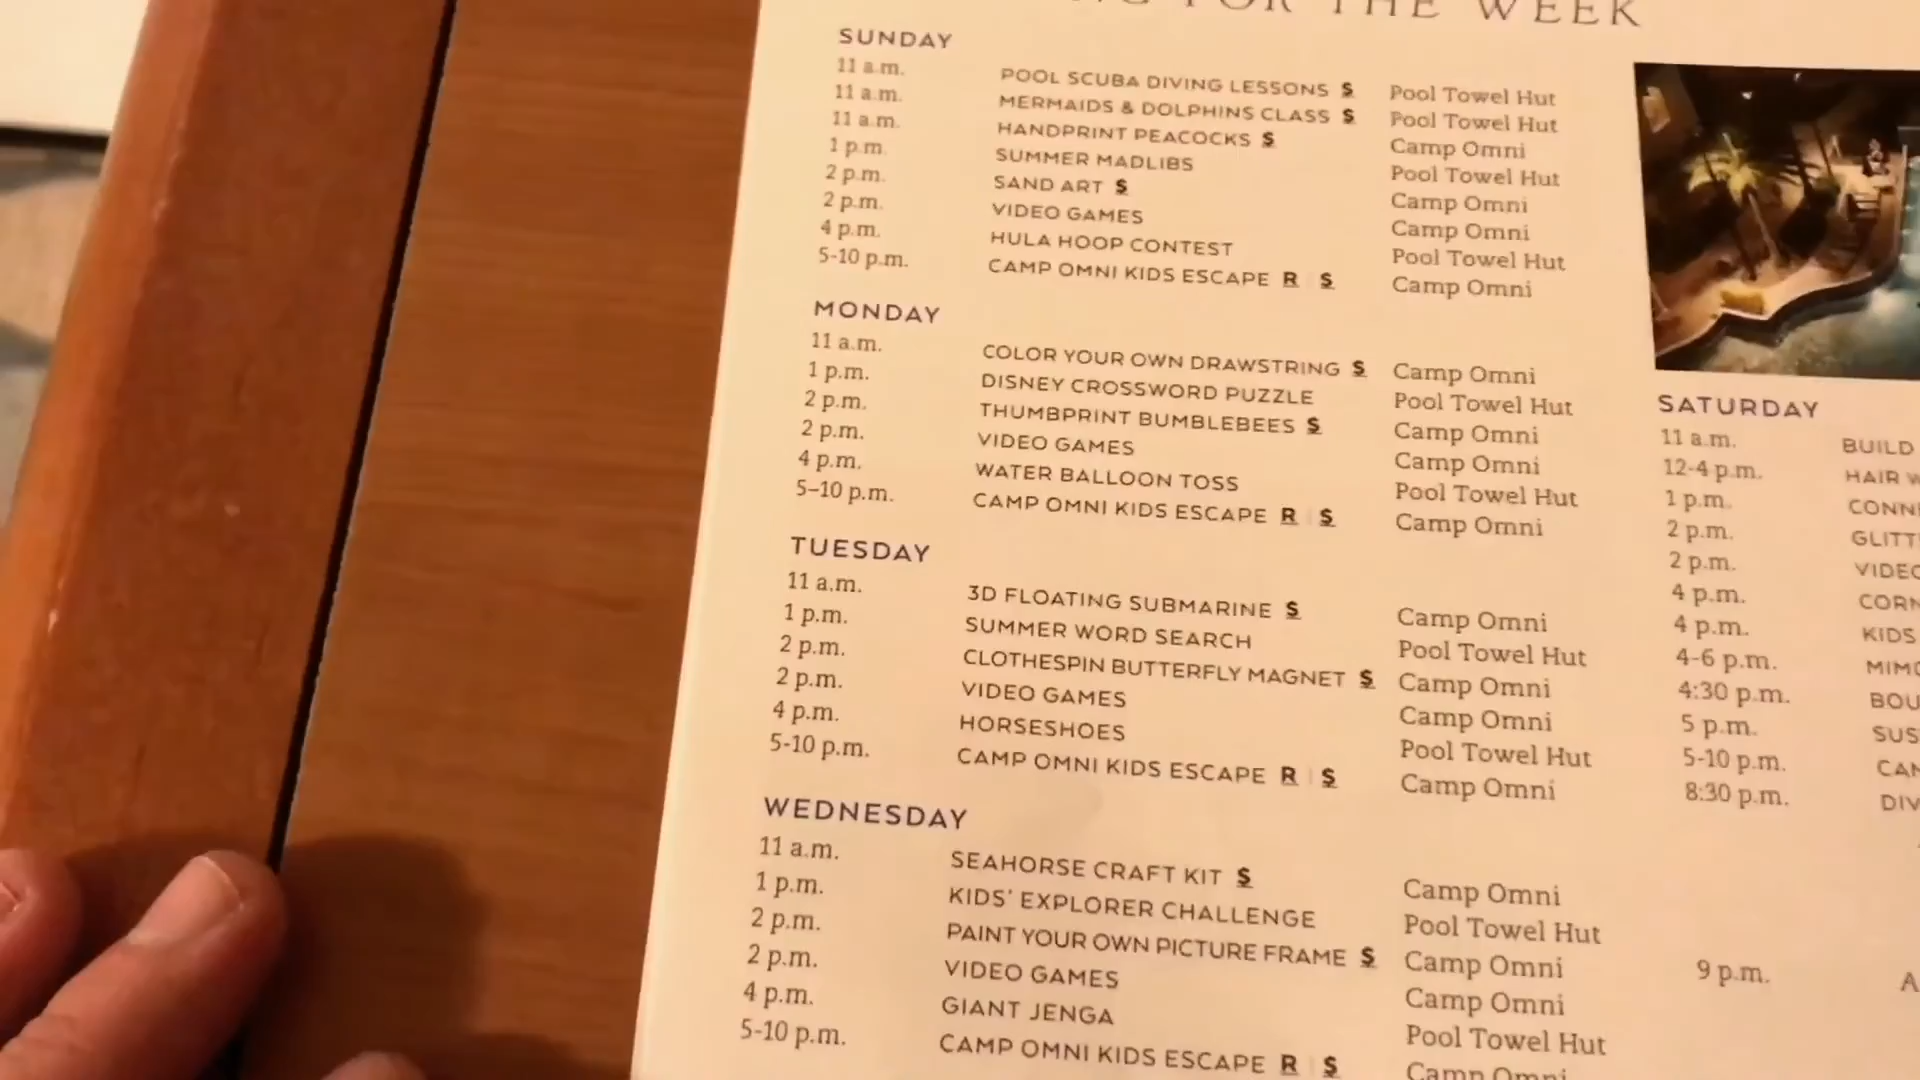 FOR THE WEEK
SUNDAY
11 a.m. POOL SCUBA DIVING LESSONS $ Pool Towel Hut
11 a.m. MERMAIDS & DOLPHINS CLASS $ Pool Towel Hut
11 a.m. HANDPRINT PEACOCKS $ Camp Omni
1 p.m. SUMMER MADLIBS Pool Towel Hut
2 p.m. SAND ART $ Camp Omni
2 p.m. VIDEO GAMES Camp Omni
4 p.m. HULA HOOP CONTEST Pool Towel Hut
5-10 p.m. CAMP OMNI KIDS ESCAPE R | $ Camp Omni
MONDAY
11 a.m. COLOR YOUR OWN DRAWSTRING $ Camp Omni
1 p.m. DISNEY CROSSWORD PUZZLE Pool Towel Hut
2 p.m. THUMBPRINT BUMBLEBEES $ Camp Omni
2 p.m. VIDEO GAMES Camp Omni
4 p.m. WATER BALLOON TOSS Pool Towel Hut
5–10 p.m. CAMP OMNI KIDS ESCAPE R | $ Camp Omni
TUESDAY
11 a.m. 3D FLOATING SUBMARINE $ Camp Omni
1 p.m. SUMMER WORD SEARCH Pool Towel Hut
2 p.m. CLOTHESPIN BUTTERFLY MAGNET $ Camp Omni
2 p.m. VIDEO GAMES Camp Omni
4 p.m. HORSESHOES Pool Towel Hut
5-10 p.m. CAMP OMNI KIDS ESCAPE R | $ Camp Omni
WEDNESDAY
11 a.m. SEAHORSE CRAFT KIT $ Camp Omni
1 p.m. KIDS' EXPLORER CHALLENGE Pool Towel Hut
2 p.m. PAINT YOUR OWN PICTURE FRAME $ Camp Omni
2 p.m. VIDEO GAMES Camp Omni
4 p.m. GIANT JENGA Pool Towel Hut
5-10 p.m. CAMP OMNI KIDS ESCAPE R | $ Camp Omni
SATURDAY
11 a.m. BUILD
12-4 p.m. HAIR
1 p.m.
2 p.m.
2 p.m.
4 p.m.
4 p.m. KIDS
4-6 p.m.
4:30 p.m.
5 p.m.
5-10 p.m.
8:30 p.m.
9 p.m.